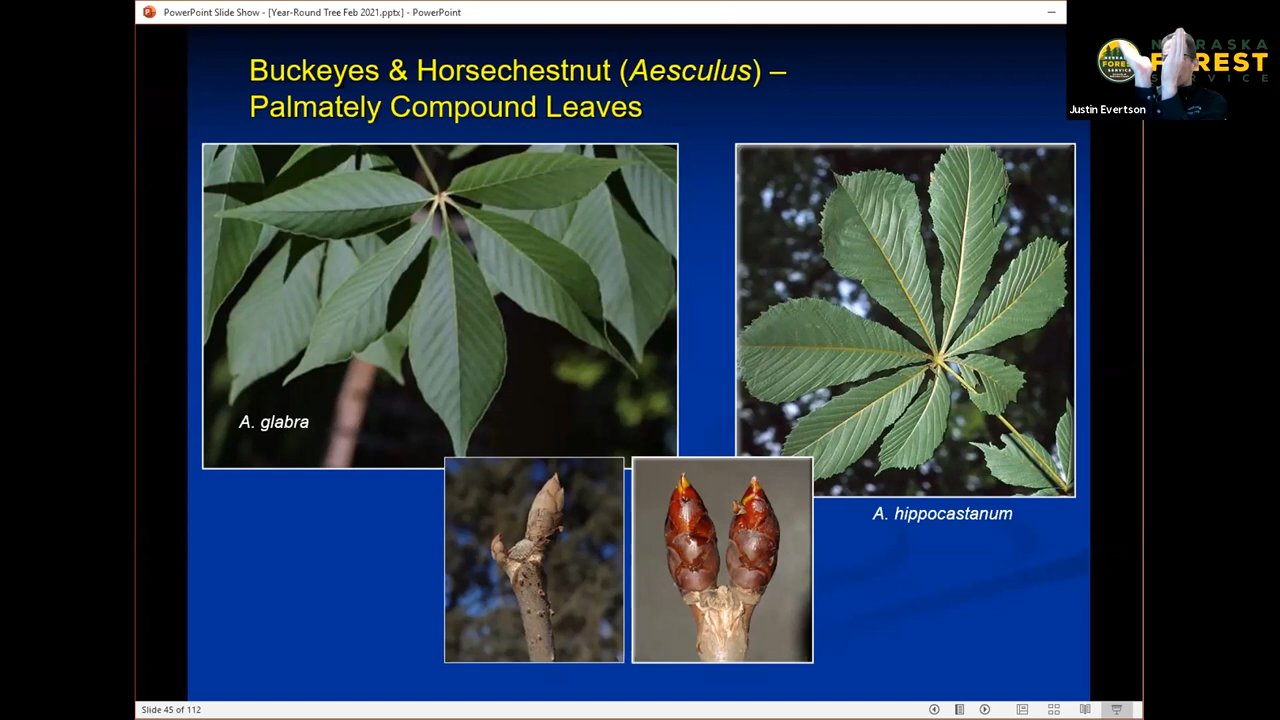 PowerPoint Slide Show - [Year-Round Tree Feb 2021.pptx] - PowerPoint
Buckeyes & Horsechestnut (Aesculus) –
Palmately Compound Leaves
FOREST
Justin Evertson
A. glabra
A. hippocastanum
Slide 45 of 112